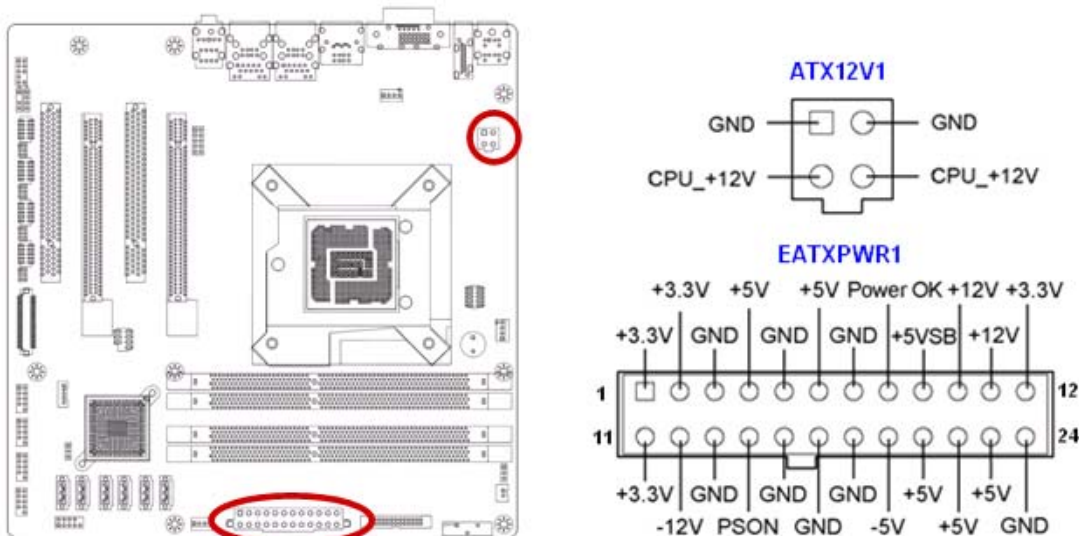 ATX12V1
GND GND
CPU_+12V CPU_+12V
EATXPWR1
+3.3V +5V +5V Power OK +12V +3.3V
+3.3V GND GND GND +5VSB +12V
1 12
11 24
+3.3V GND GND GND +5V +5V
-12V PSON GND -5V +5V GND